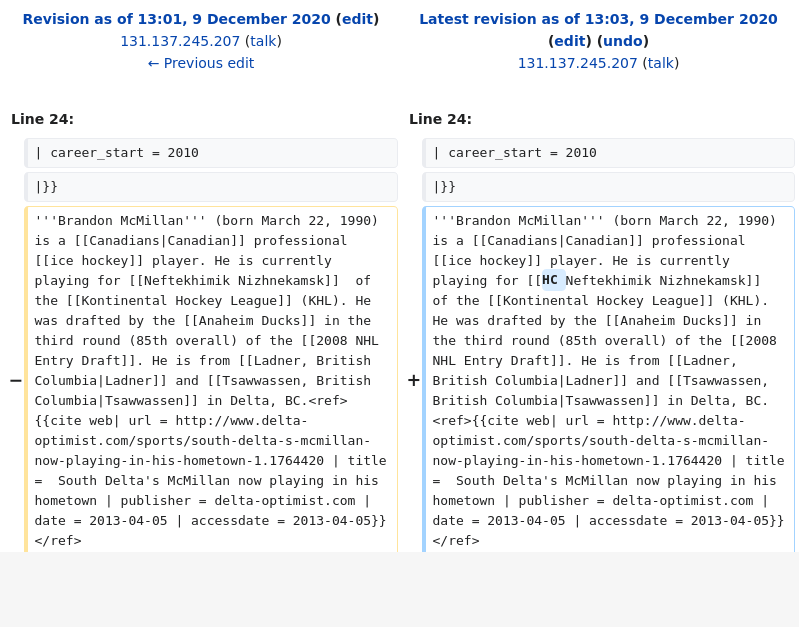 Revision as of 13:01, 9 December 2020 (edit)
131.137.245.207 (talk)
← Previous edit
Latest revision as of 13:03, 9 December 2020
(edit) (undo)
131.137.245.207 (talk)
Line 24:
| career_start = 2010
|}}
−
'''Brandon McMillan''' (born March 22, 1990)
is a [[Canadians|Canadian]] professional
[[ice hockey]] player. He is currently
playing for [[Neftekhimik Nizhnekamsk]]  of
the [[Kontinental Hockey League]] (KHL). He
was drafted by the [[Anaheim Ducks]] in the
third round (85th overall) of the [[2008 NHL
Entry Draft]]. He is from [[Ladner, British
Columbia|Ladner]] and [[Tsawwassen, British
Columbia|Tsawwassen]] in Delta, BC.<ref>
{{cite web| url = http://www.delta-
optimist.com/sports/south-delta-s-mcmillan-
now-playing-in-his-hometown-1.1764420 | title
=  South Delta's McMillan now playing in his
hometown | publisher = delta-optimist.com |
date = 2013-04-05 | accessdate = 2013-04-05}}
</ref>
Line 24:
| career_start = 2010
|}}
+
'''Brandon McMillan''' (born March 22, 1990)
is a [[Canadians|Canadian]] professional
[[ice hockey]] player. He is currently
playing for [[HC Neftekhimik Nizhnekamsk]]
of the [[Kontinental Hockey League]] (KHL).
He was drafted by the [[Anaheim Ducks]] in
the third round (85th overall) of the [[2008
NHL Entry Draft]]. He is from [[Ladner,
British Columbia|Ladner]] and [[Tsawwassen,
British Columbia|Tsawwassen]] in Delta, BC.
<ref>{{cite web| url = http://www.delta-
optimist.com/sports/south-delta-s-mcmillan-
now-playing-in-his-hometown-1.1764420 | title
=  South Delta's McMillan now playing in his
hometown | publisher = delta-optimist.com |
date = 2013-04-05 | accessdate = 2013-04-05}}
</ref>